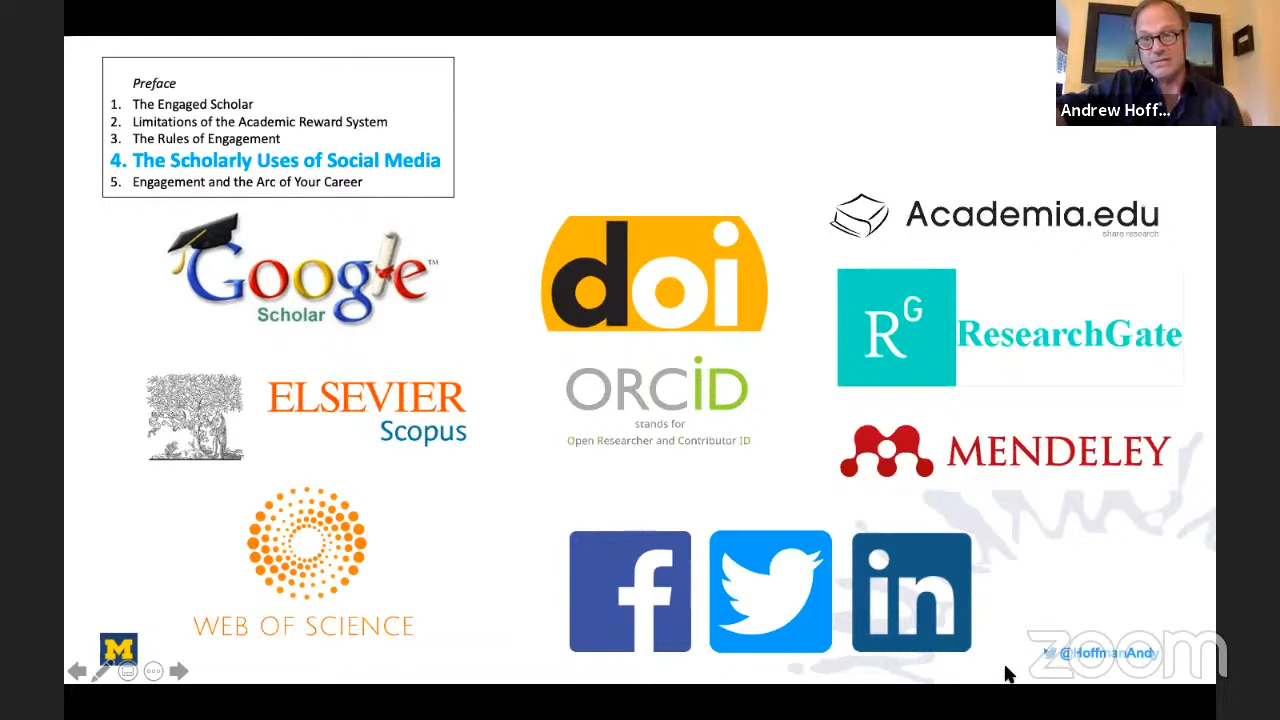 Preface
1. The Engaged Scholar
2. Limitations of the Academic Reward System
3. The Rules of Engagement
4. The Scholarly Uses of Social Media
5. Engagement and the Arc of Your Career
Andrew Hoff...
Google™
Scholar
doi
Academia.edu
share research
RG
ResearchGate
ELSEVIER
Scopus
ORCiD
stands for
Open Researcher and Contributor ID
MENDELEY
WEB OF SCIENCE
f
in
M
@HoffmanAndy
zoom